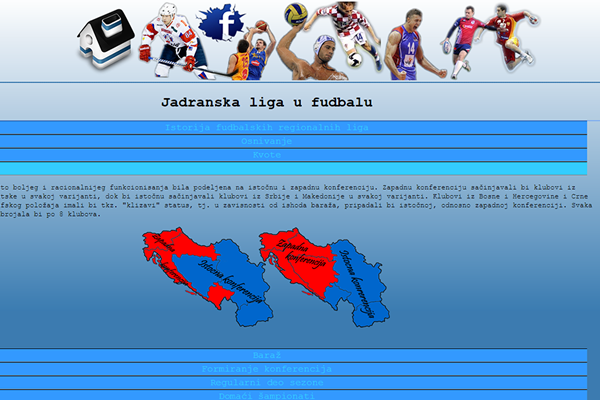 Jadranska liga u fudbalu
Istorija fudbalskih regionalnih liga
Osnivanje
Kvote
to boljeg i racionalnijeg funkcionisanja bila podeljena na istočnu i zapadnu konferenciju. Zapadnu konferenciju sačinjavali bi klubovi iz
tske u svakoj varijanti, dok bi istočnu sačinjavali klubovi iz Srbije i Makedonije u svakoj varijanti. Klubovi iz Bosne i Hercegovine i Crne
fskog položaja imali bi tkz. "klizavi" status, tj. u zavisnosti od ishoda baraža, pripadali bi istočnoj, odnosno zapadnoj konferenciji. Svaka
brojala bi po 8 klubova.
Zapadna konferencija
Istocna konferencija
Zapadna konferencija
Istocna konferencija
Baraž
Formiranje konferencija
Regularni deo sezone
Domaći šampionati